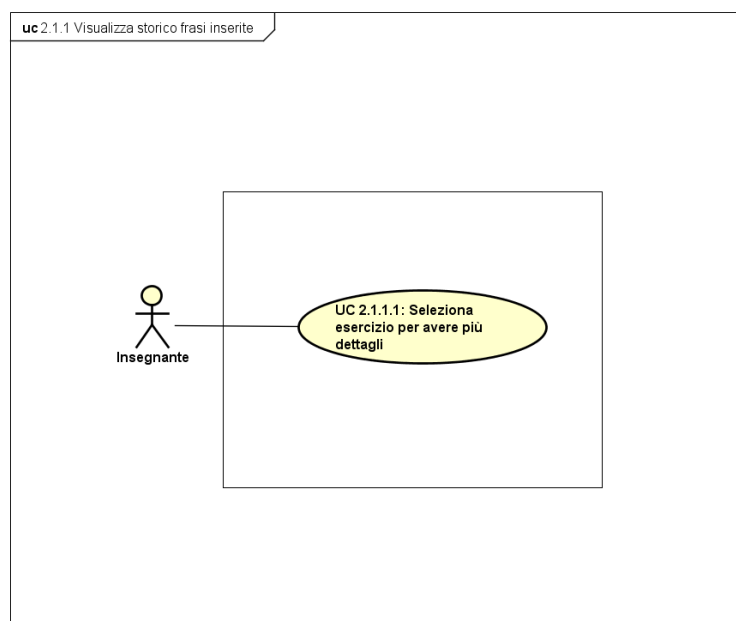 uc 2.1.1 Visualizza storico frasi inserite
UC 2.1.1.1: Seleziona
esercizio per avere più
dettagli
Insegnante